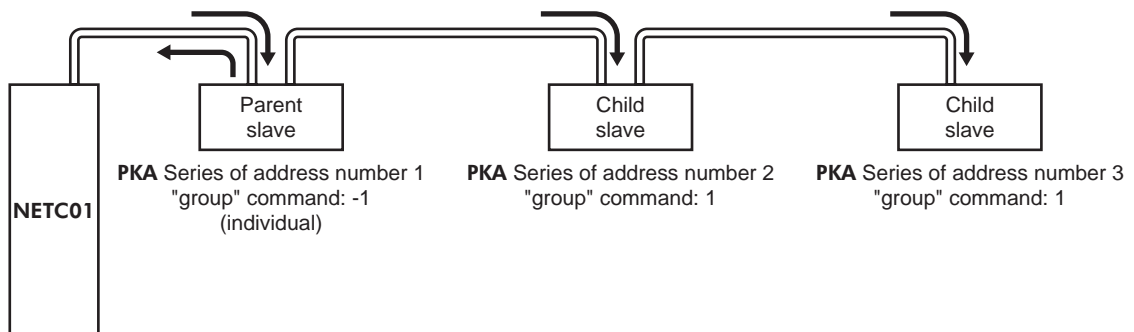 Parent
slave
Child
slave
Child
slave
PKA Series of address number 1
"group" command: -1
(individual)
PKA Series of address number 2
"group" command: 1
PKA Series of address number 3
"group" command: 1
NETC01